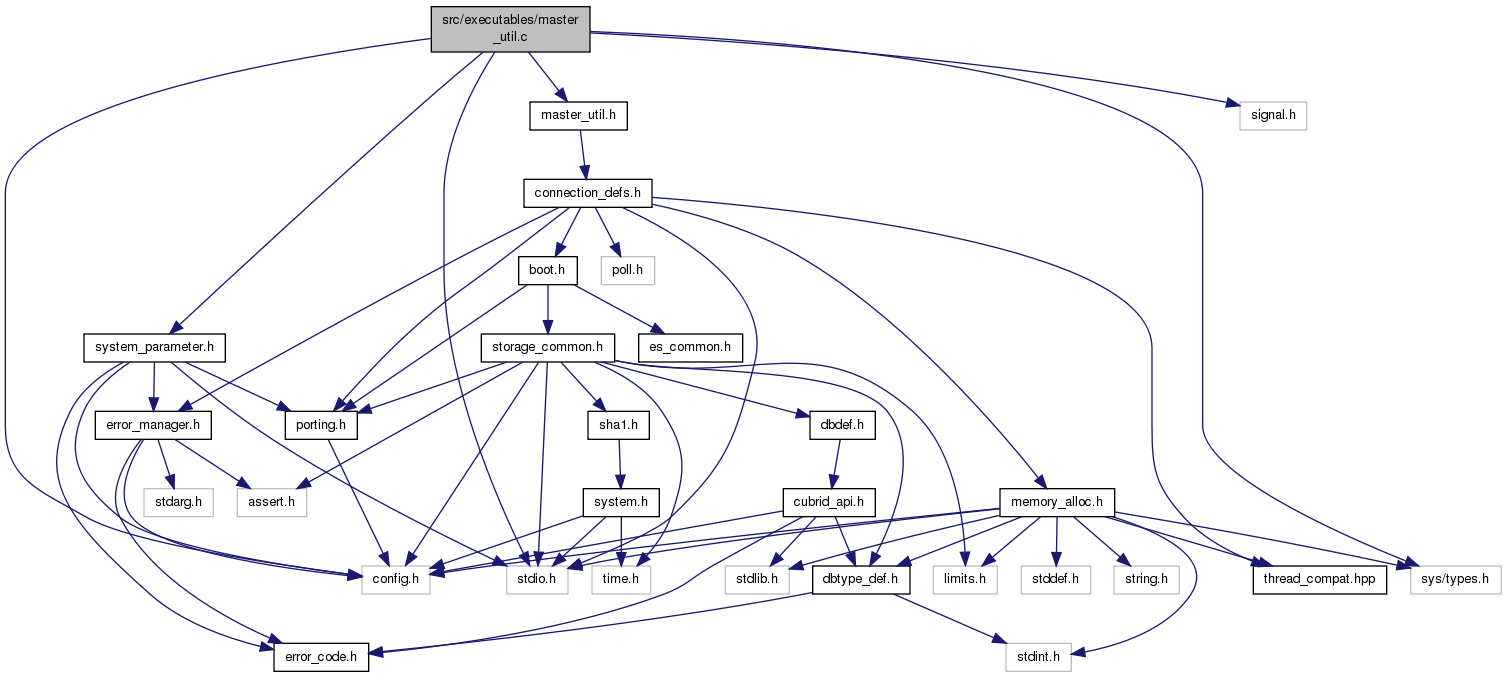 src/executables/master
_util.c
master_util.h
signal.h
connection_defs.h
boot.h
poll.h
system_parameter.h
storage_common.h
es_common.h
error_manager.h
porting.h
sha1.h
dbdef.h
stdarg.h
assert.h
system.h
cubrid_api.h
memory_alloc.h
config.h
stdio.h
time.h
stdlib.h
dbtype_def.h
limits.h
stddef.h
string.h
thread_compat.hpp
sys/types.h
error_code.h
stdint.h